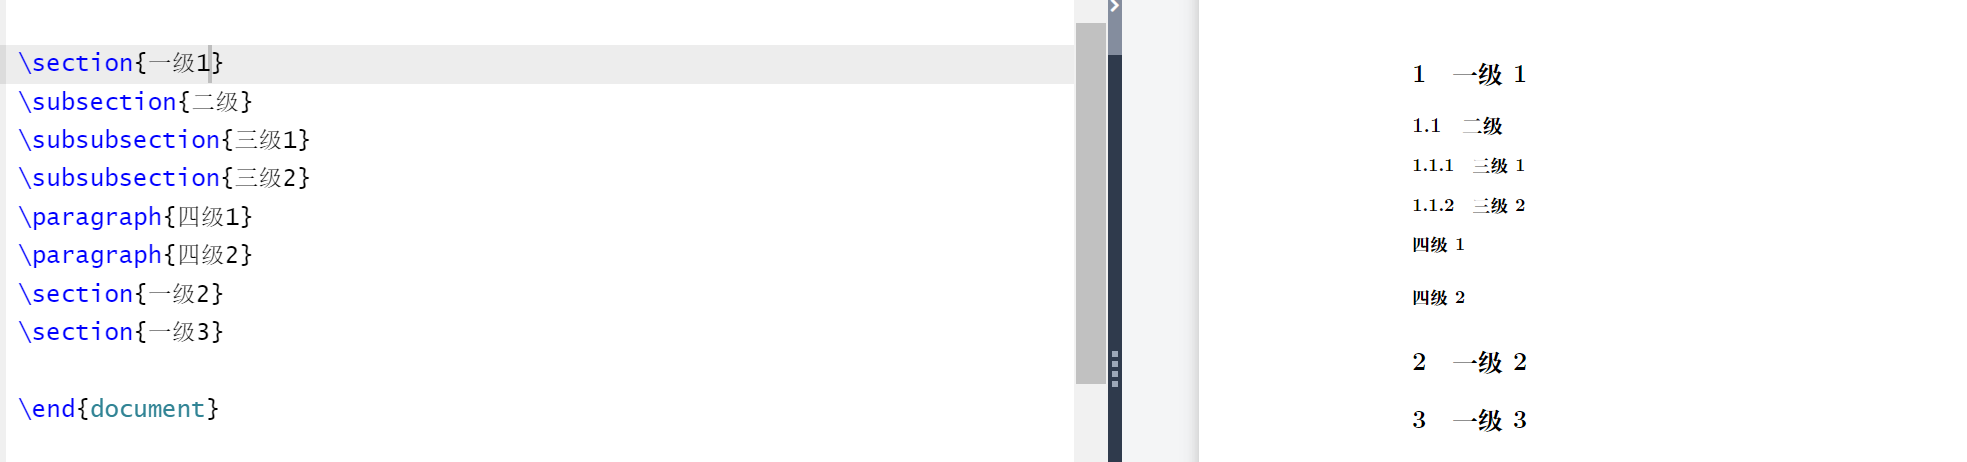 \section{一级1}
\subsection{二级}
\subsubsection{三级1}
\subsubsection{三级2}
\paragraph{四级1}
\paragraph{四级2}
\section{一级2}
\section{一级3}
\end{document}
1 一级 1
1.1 二级
1.1.1 三级 1
1.1.2 三级 2
四级 1
四级 2
2 一级 2
3 一级 3